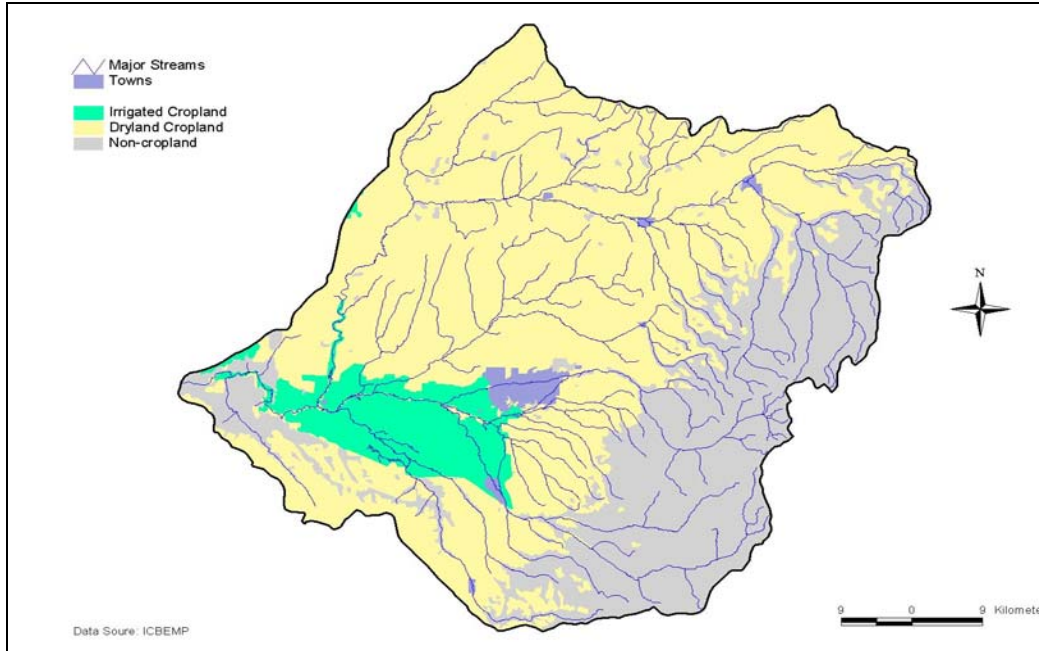 Major Streams
Towns
Irrigated Cropland
Dryland Cropland
Non-cropland
N
9 0 9 Kilomete
Data Soure: ICBEMP